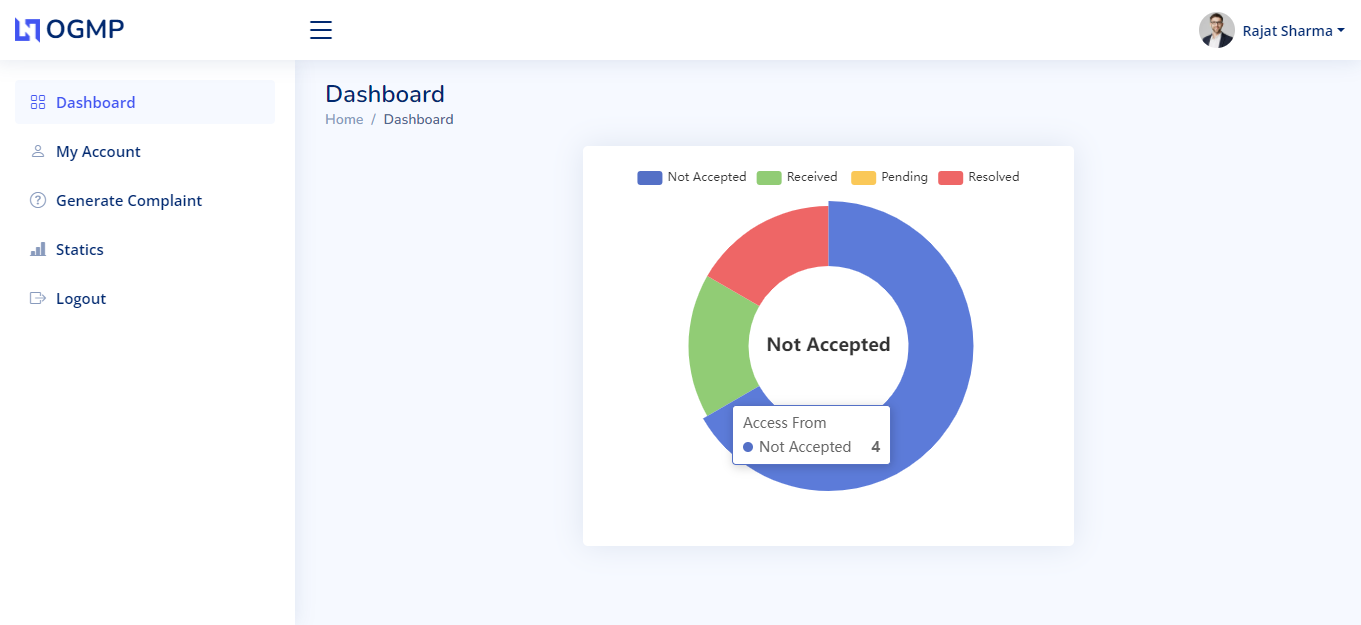 OGMP
Rajat Sharma
Dashboard
My Account
Generate Complaint
Statics
Logout
Dashboard
Home / Dashboard
Not Accepted Received Pending Resolved
Not Accepted
Access From
Not Accepted 4